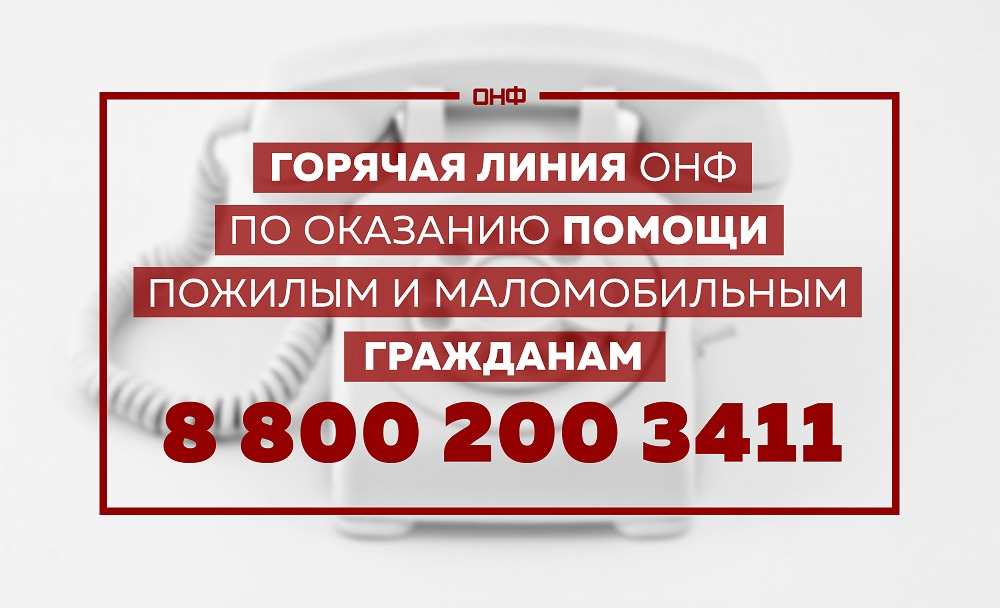 ОНФ
ГОРЯЧАЯ ЛИНИЯ ОНФ
ПО ОКАЗАНИЮ ПОМОЩИ
ПОЖИЛЫМ И МАЛОМОБИЛЬНЫМ
ГРАЖДАНАМ
8 800 200 3411